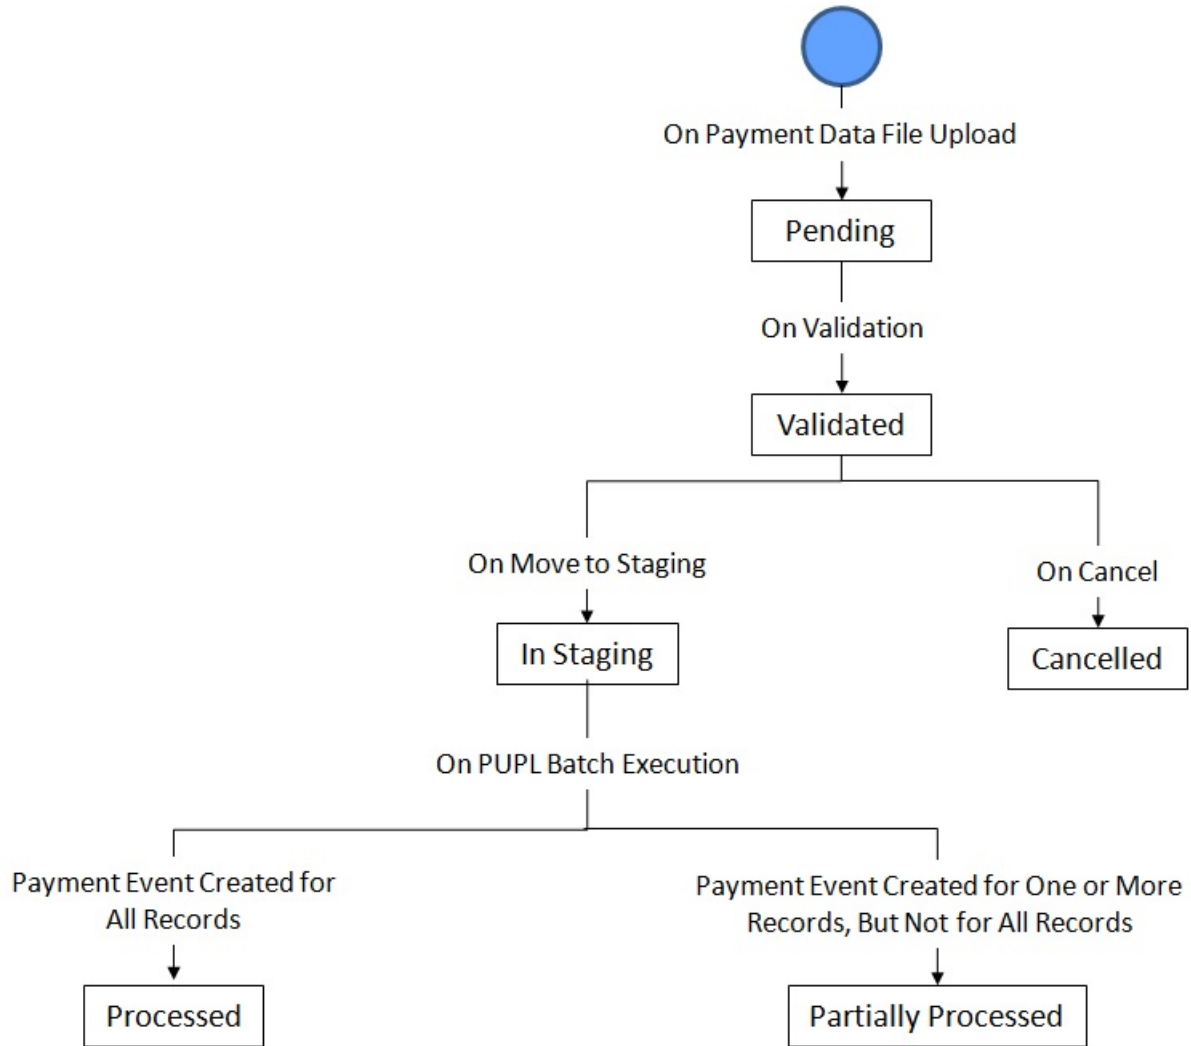 On Payment Data File Upload
Pending
On Validation
Validated
On Move to Staging
On Cancel
In Staging
Cancelled
On PUPL Batch Execution
Payment Event Created for
All Records
Payment Event Created for One or More
Records, But Not for All Records
Processed
Partially Processed